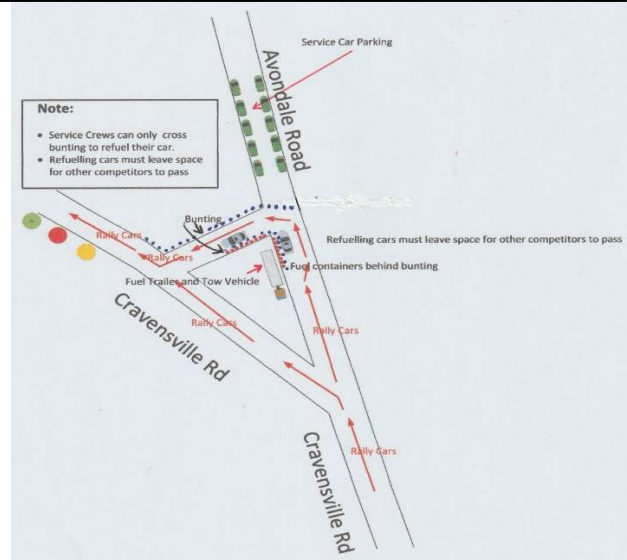 Service Car Parking
Avondale Road
Note:
• Service Crews can only cross
bunting to refuel their car.
• Refuelling cars must leave space
for other competitors to pass
Bunting
Rally Cars
Rally Cars
Refuelling cars must leave space for other competitors to pass
Fuel containers behind bunting
Fuel Trailes and Tow Vehicle
Rally Cars
Rally Cars
Cravensville Rd
Rally Cars
Cravensville Rd